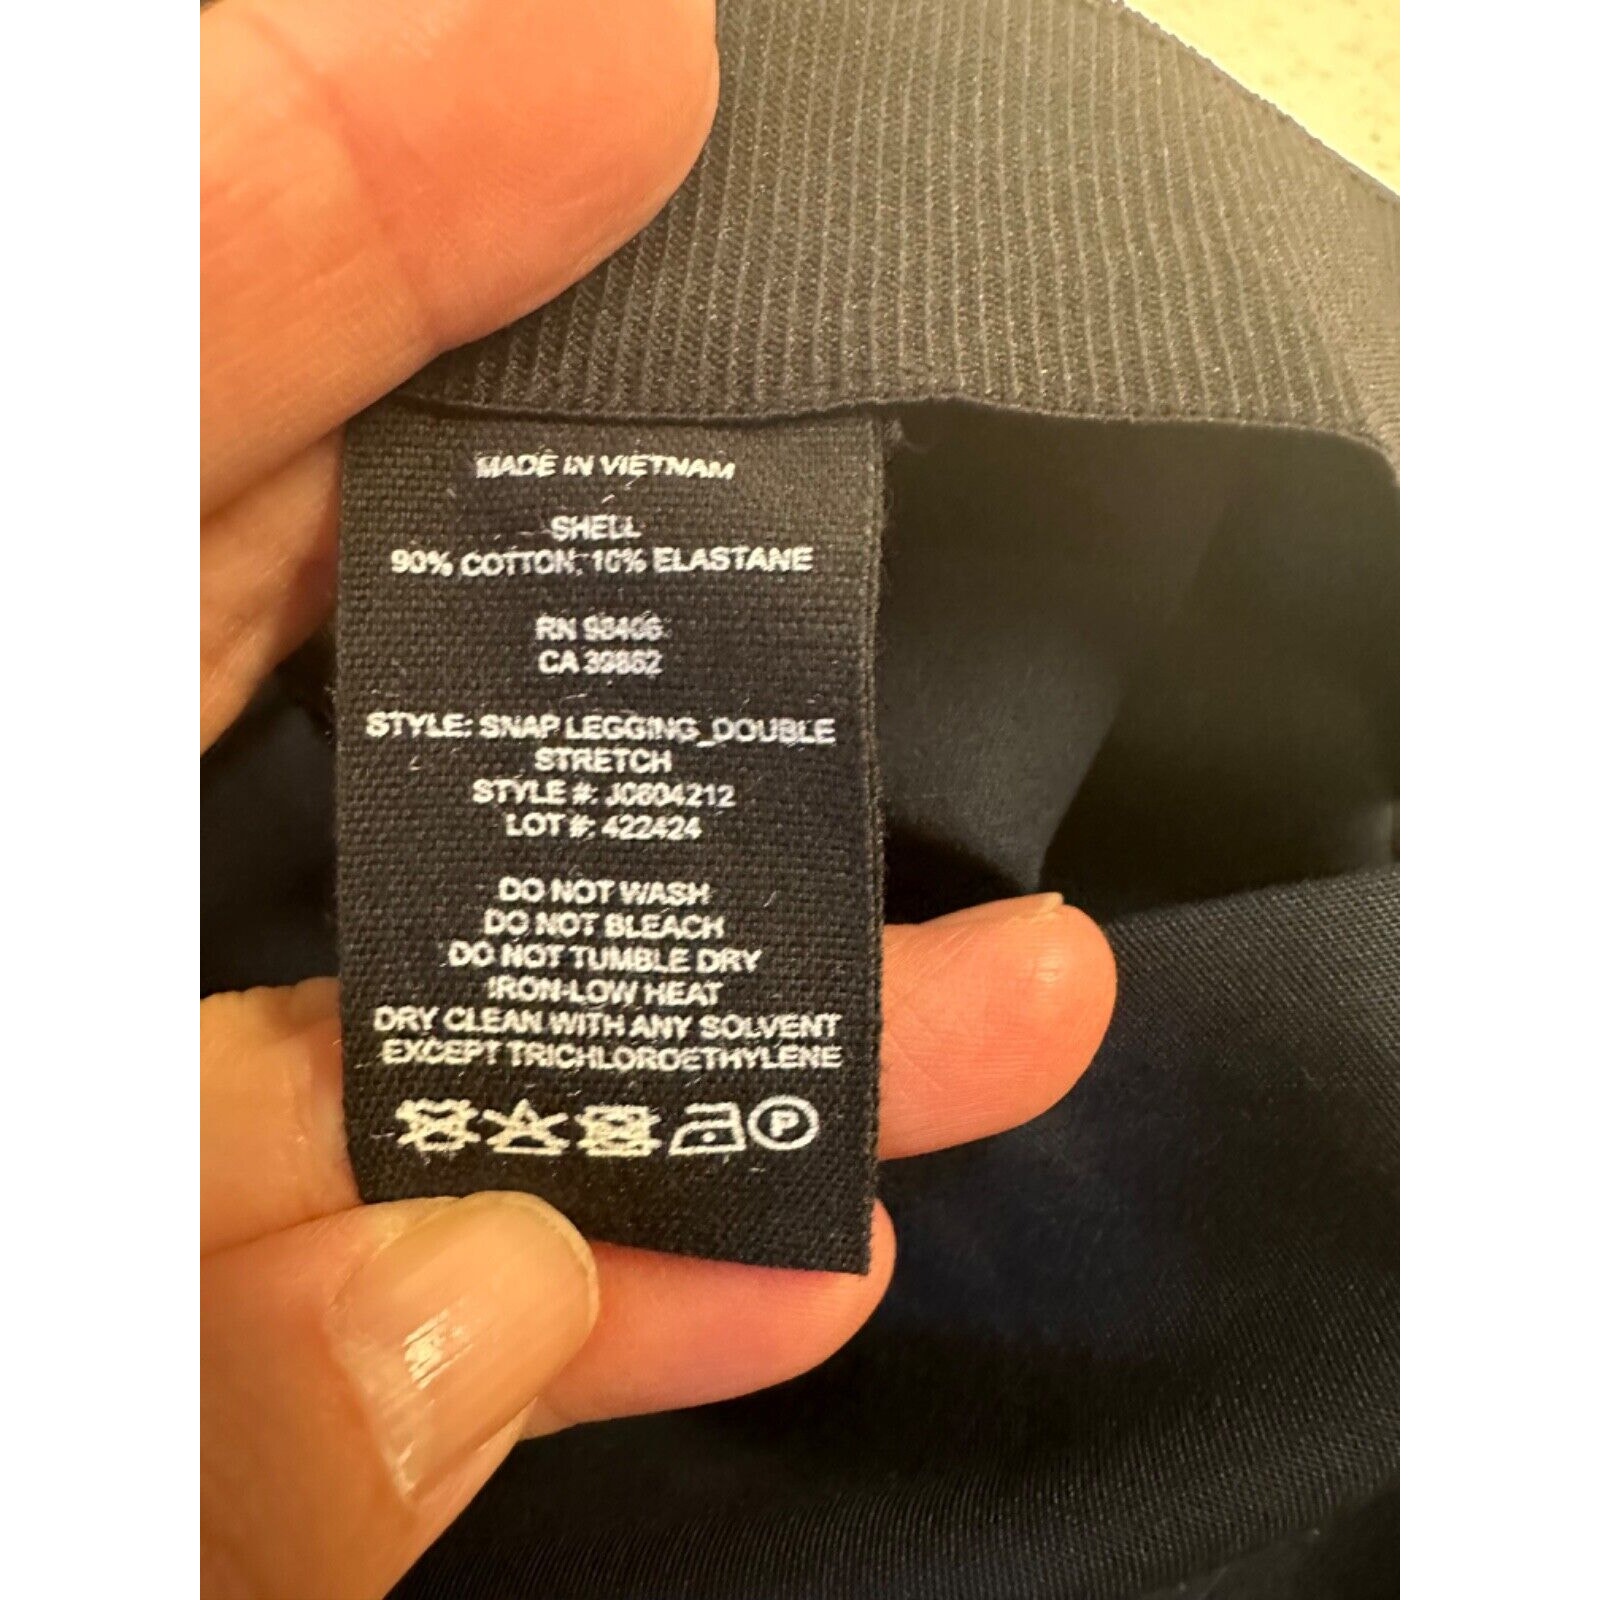 MADE IN VIETNAM
SHELL
90% COTTON, 10% ELASTANE
RN 98406
CA 39862
STYLE: SNAP LEGGING_DOUBLE
STRETCH
STYLE #: J0604212
LOT #: 422424
DO NOT WASH
DO NOT BLEACH
DO NOT TUMBLE DRY
IRON-LOW HEAT
DRY CLEAN WITH ANY SOLVENT
EXCEPT TRICHLOROETHYLENE
P